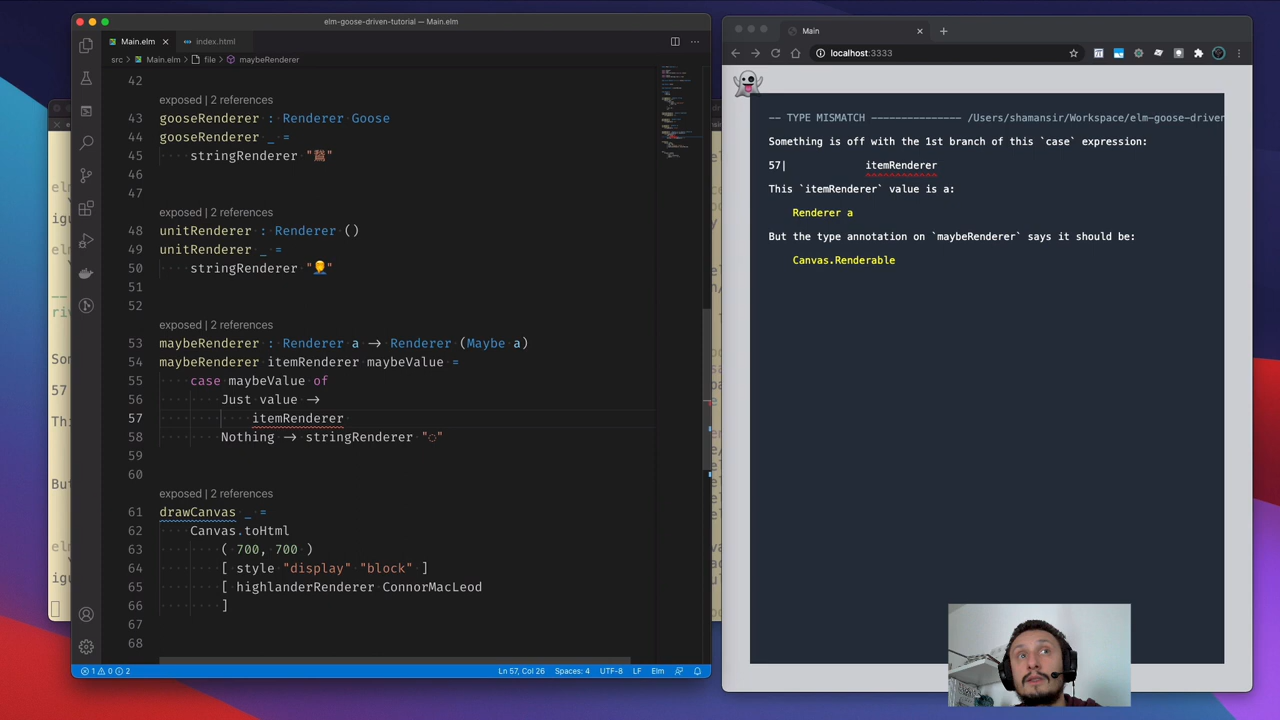 elm-goose-driven-tutorial — Main.elm
Main.elm
index.html
src > Main.elm > file > maybeRenderer
42
exposed | 2 references
43 gooseRenderer : Renderer Goose
44 gooseRenderer _ =
45 stringRenderer "鵞"
46
47
exposed | 2 references
48 unitRenderer : Renderer ()
49 unitRenderer _ =
50 stringRenderer "🤵‍♂️"
51
52
exposed | 2 references
53 maybeRenderer : Renderer a → Renderer (Maybe a)
54 maybeRenderer itemRenderer maybeValue =
55 case maybeValue of
56 Just value →
57 itemRenderer
58 Nothing → stringRenderer "◌"
59
60
exposed | 2 references
61 drawCanvas _ =
62 Canvas.toHtml
63 ( 700, 700 )
64 [ style "display" "block" ]
65 [ highlanderRenderer ConnorMacLeod
66 ]
67
68
1 0 2
Ln 57, Col 26 Spaces: 4 UTF-8 LF Elm
Main
localhost:3333
-- TYPE MISMATCH --------------- /Users/shamansir/Workspace/elm-goose-driver
Something is off with the 1st branch of this `case` expression:
57| itemRenderer
^^^^^^^^^^^^
This `itemRenderer` value is a:
Renderer a
But the type annotation on `maybeRenderer` says it should be:
Canvas.Renderable